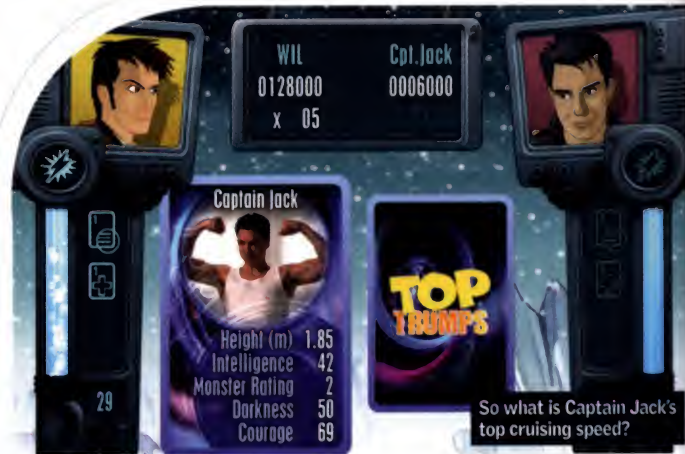 WIL Cpt.Jack
0128000 0006000
x 05
Captain Jack
Height (m) 1.85
Intelligence 42
Monster Rating 2
Darkness 50
Courage 69
TOP
TRUMPS
29
So what is Captain Jack's
top cruising speed?